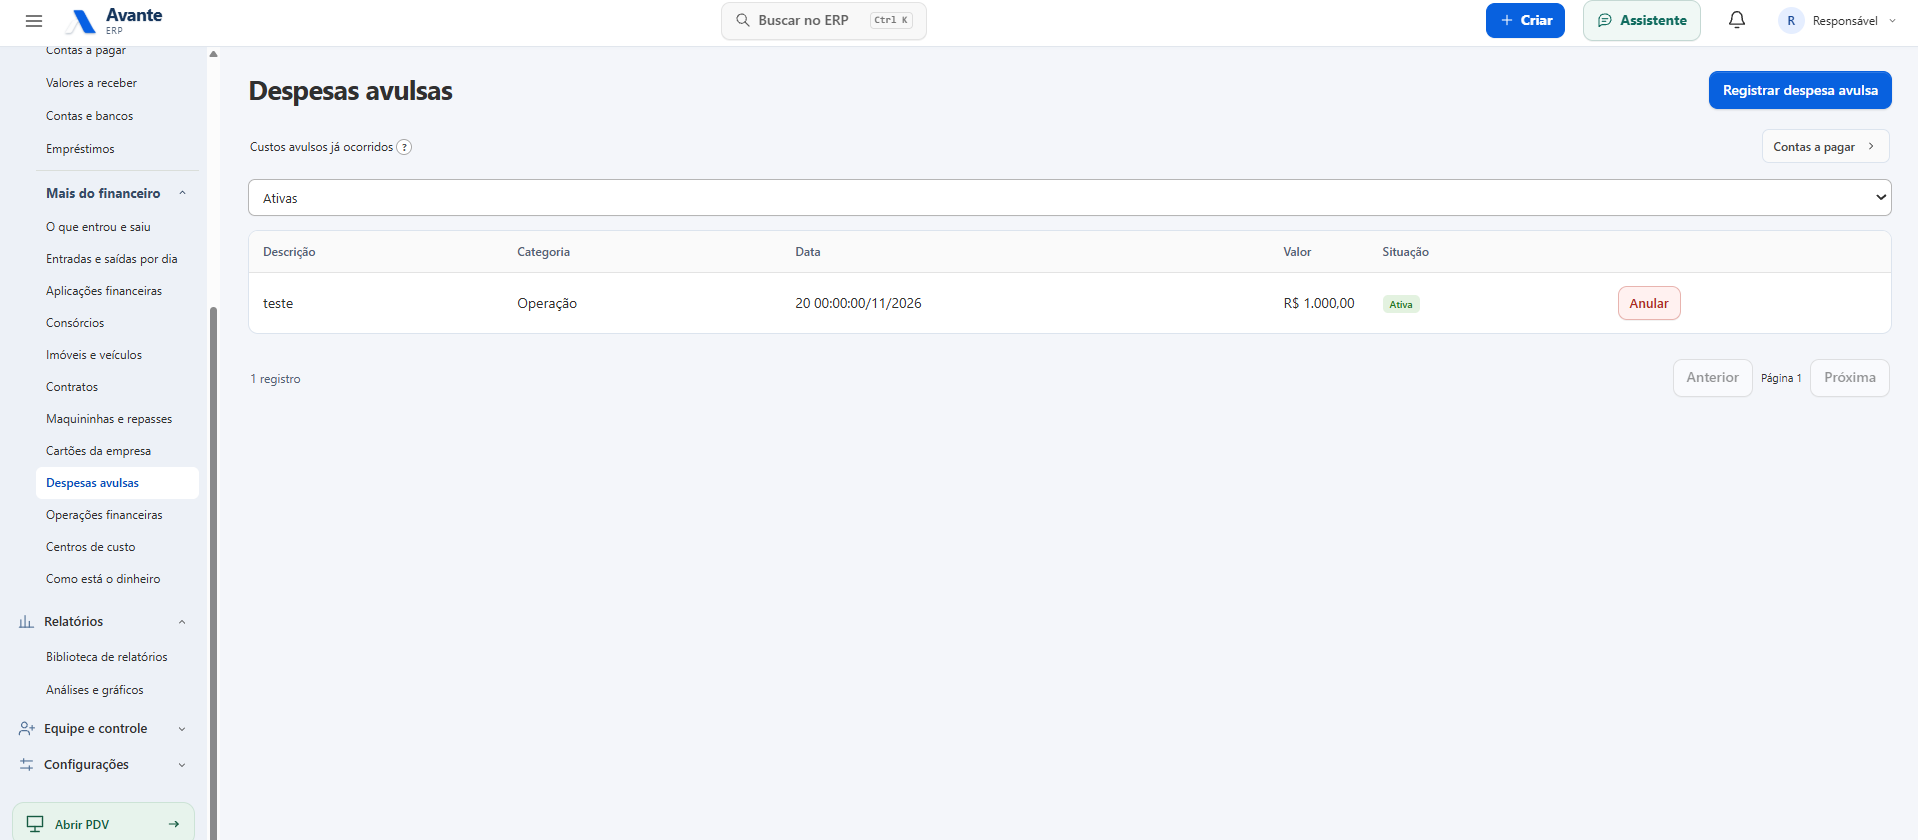 Avante
ERP
Buscar no ERP Ctrl K
+ Criar
Assistente
R Responsável
Contas a pagar
Valores a receber
Contas e bancos
Empréstimos
Mais do financeiro
O que entrou e saiu
Entradas e saídas por dia
Aplicações financeiras
Consórcios
Imóveis e veículos
Contratos
Maquininhas e repasses
Cartões da empresa
Despesas avulsas
Operações financeiras
Centros de custo
Como está o dinheiro
Relatórios
Biblioteca de relatórios
Análises e gráficos
Equipe e controle
Configurações
Abrir PDV
Despesas avulsas
Registrar despesa avulsa
Custos avulsos já ocorridos ?
Contas a pagar
Ativas
Descrição Categoria Data Valor Situação
teste Operação 20 00:00:00/11/2026 R$ 1.000,00 Ativa Anular
1 registro
Anterior Página 1 Próxima